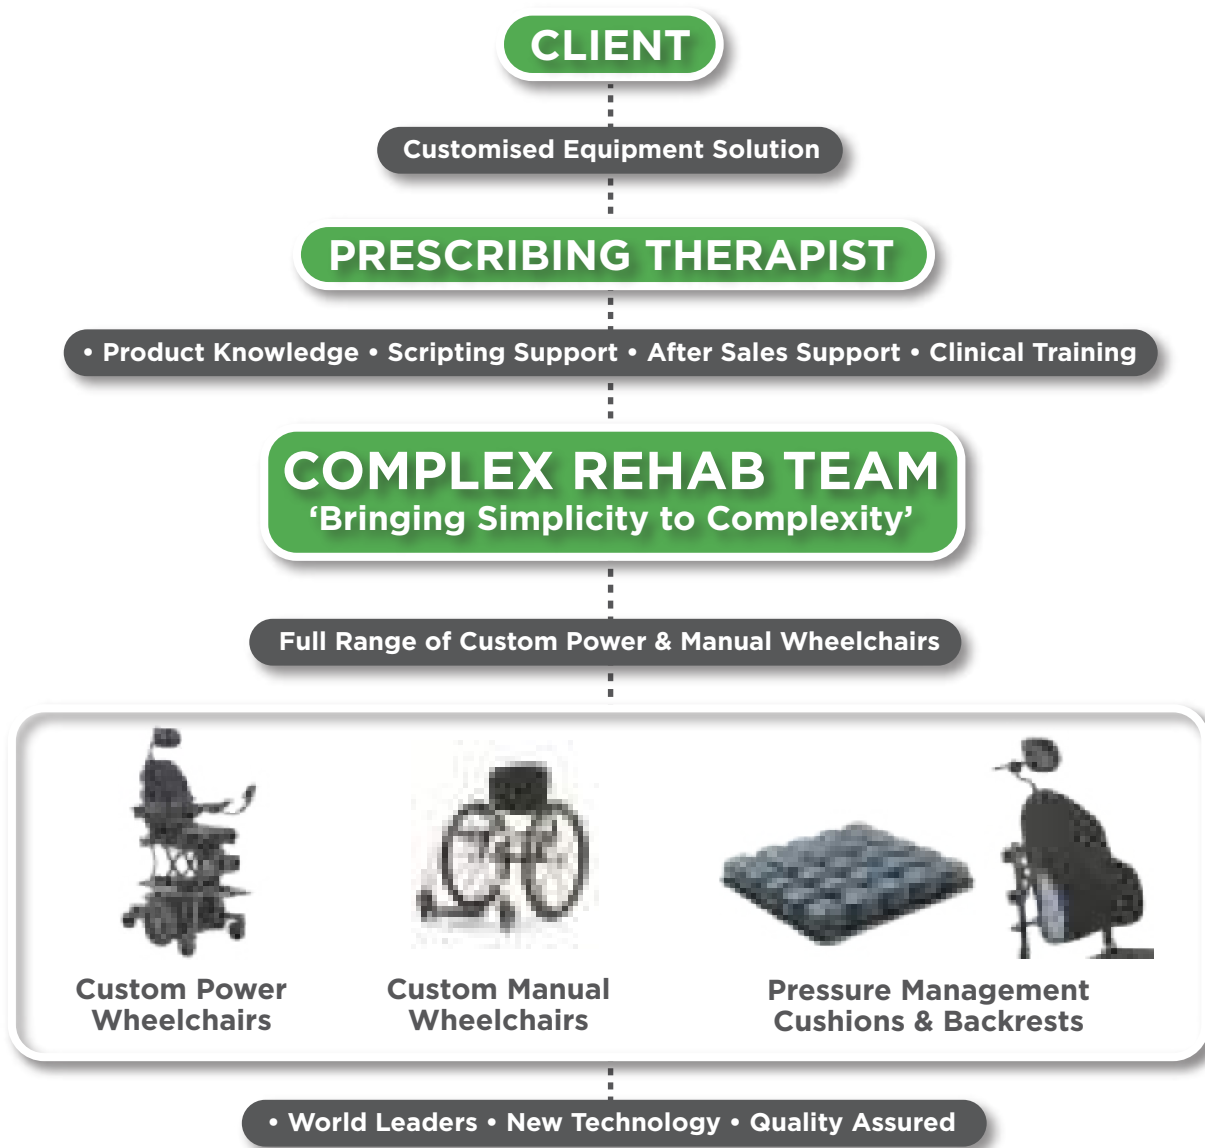 CLIENT
Customised Equipment Solution
PRESCRIBING THERAPIST
• Product Knowledge • Scripting Support • After Sales Support • Clinical Training
COMPLEX REHAB TEAM
‘Bringing Simplicity to Complexity’
Full Range of Custom Power & Manual Wheelchairs
Custom Power
Wheelchairs
Custom Manual
Wheelchairs
Pressure Management
Cushions & Backrests
• World Leaders • New Technology • Quality Assured